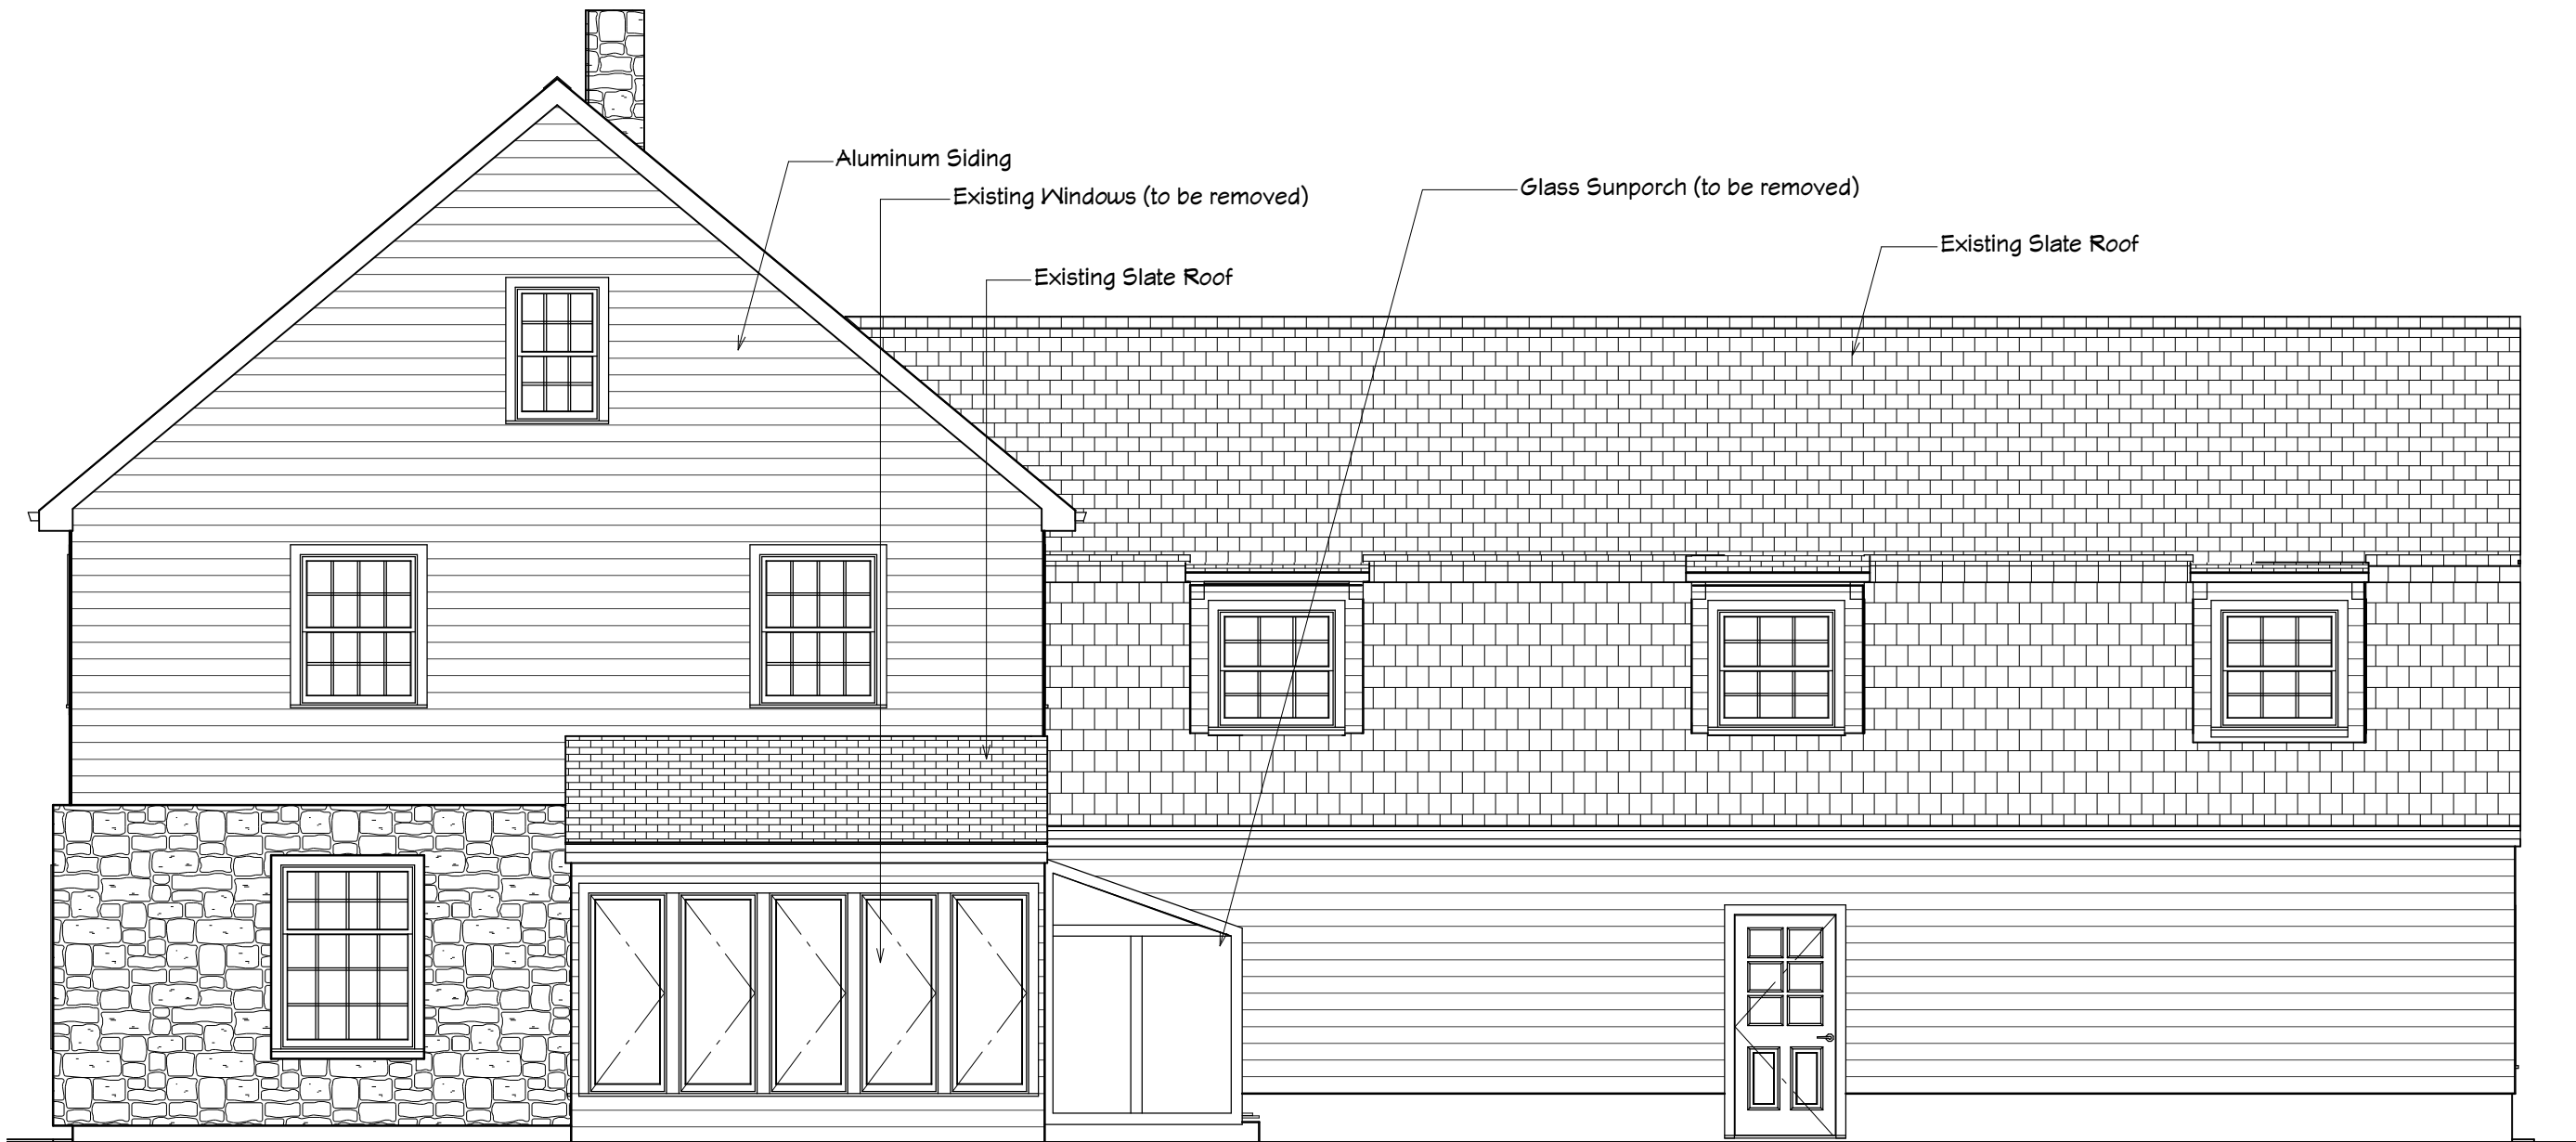 Aluminum Siding
Existing Windows (to be removed)
Glass Sunporch (to be removed)
Existing Slate Roof
Existing Slate Roof